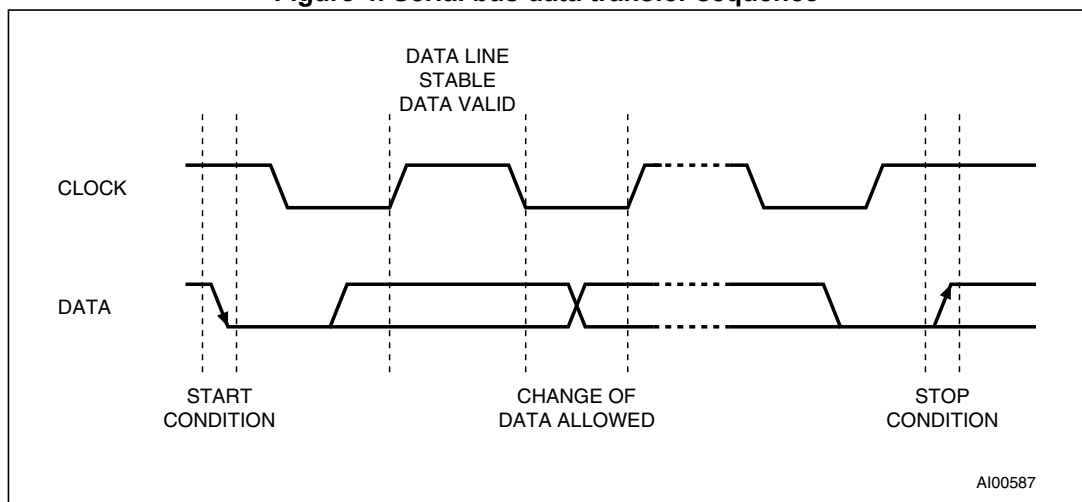 Figure 4. Serial bus data transfer sequence
DATA LINE
STABLE
DATA VALID
CLOCK
DATA
START
CONDITION
CHANGE OF
DATA ALLOWED
STOP
CONDITION
AI00587